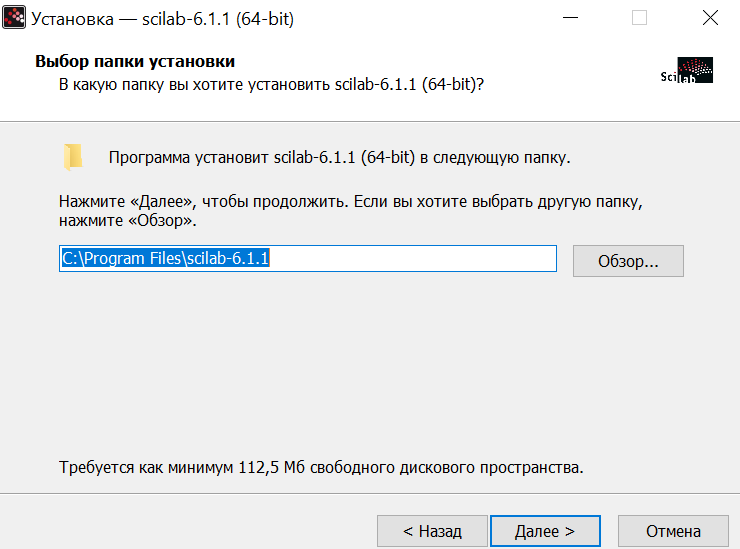 Установка — scilab-6.1.1 (64-bit)
Выбор папки установки
В какую папку вы хотите установить scilab-6.1.1 (64-bit)?
Scilab
Программа установит scilab-6.1.1 (64-bit) в следующую папку.
Нажмите «Далее», чтобы продолжить. Если вы хотите выбрать другую папку,
нажмите «Обзор».
C:\Program Files\scilab-6.1.1
Обзор...
Требуется как минимум 112,5 Мб свободного дискового пространства.
< Назад
Далее >
Отмена